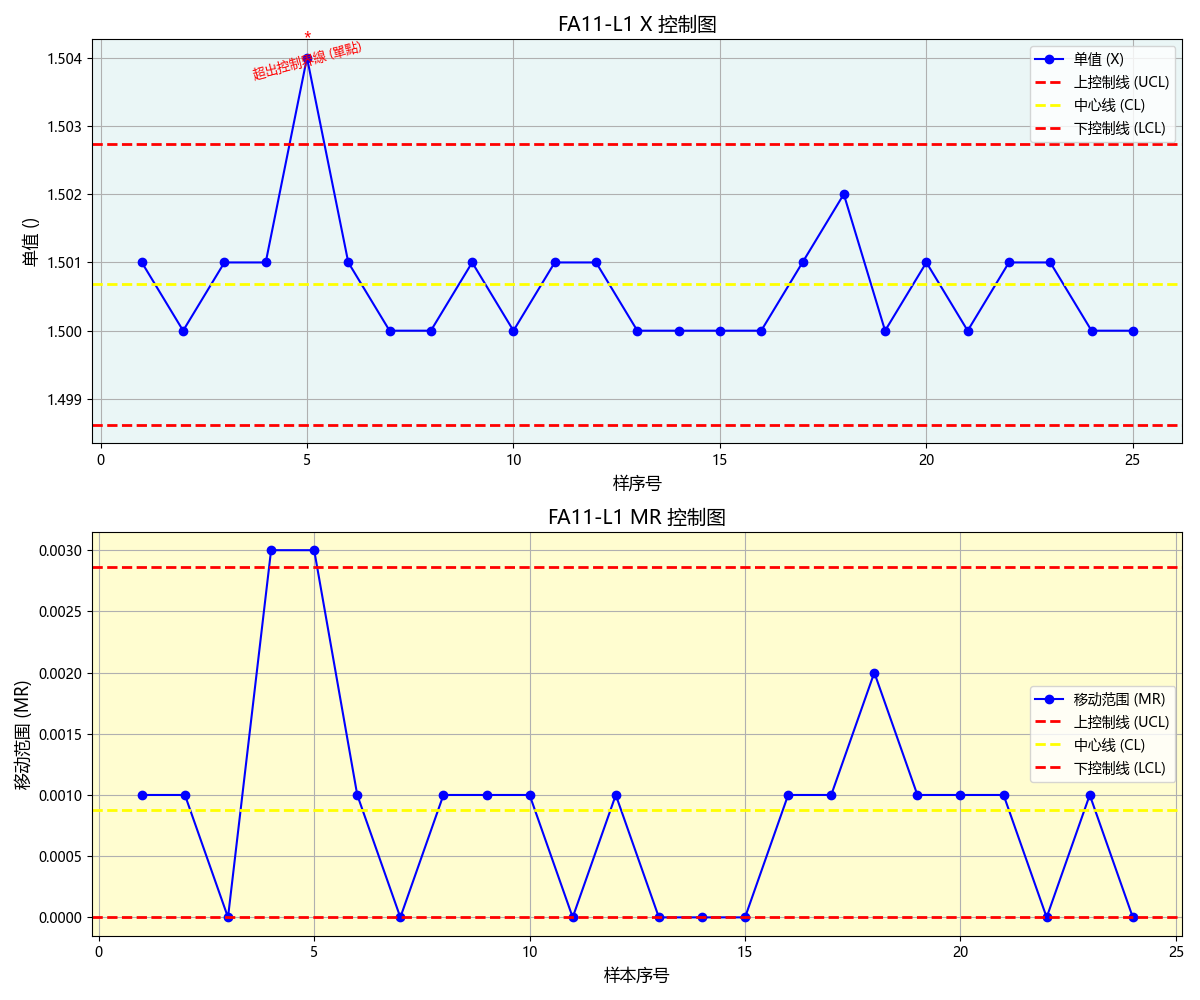 FA11-L1 X 控制图
*
超出控制界線 (單點)
单值 (X)
上控制线 (UCL)
中心线 (CL)
下控制线 (LCL)
1.504
1.503
1.502
1.501
1.500
1.499
单值 ()
0 5 10 15 20 25
样序号
FA11-L1 MR 控制图
0.0030
0.0025
0.0020
0.0015
0.0010
0.0005
0.0000
移动范围 (MR)
移动范围 (MR)
上控制线 (UCL)
中心线 (CL)
下控制线 (LCL)
0 5 10 15 20 25
样本序号